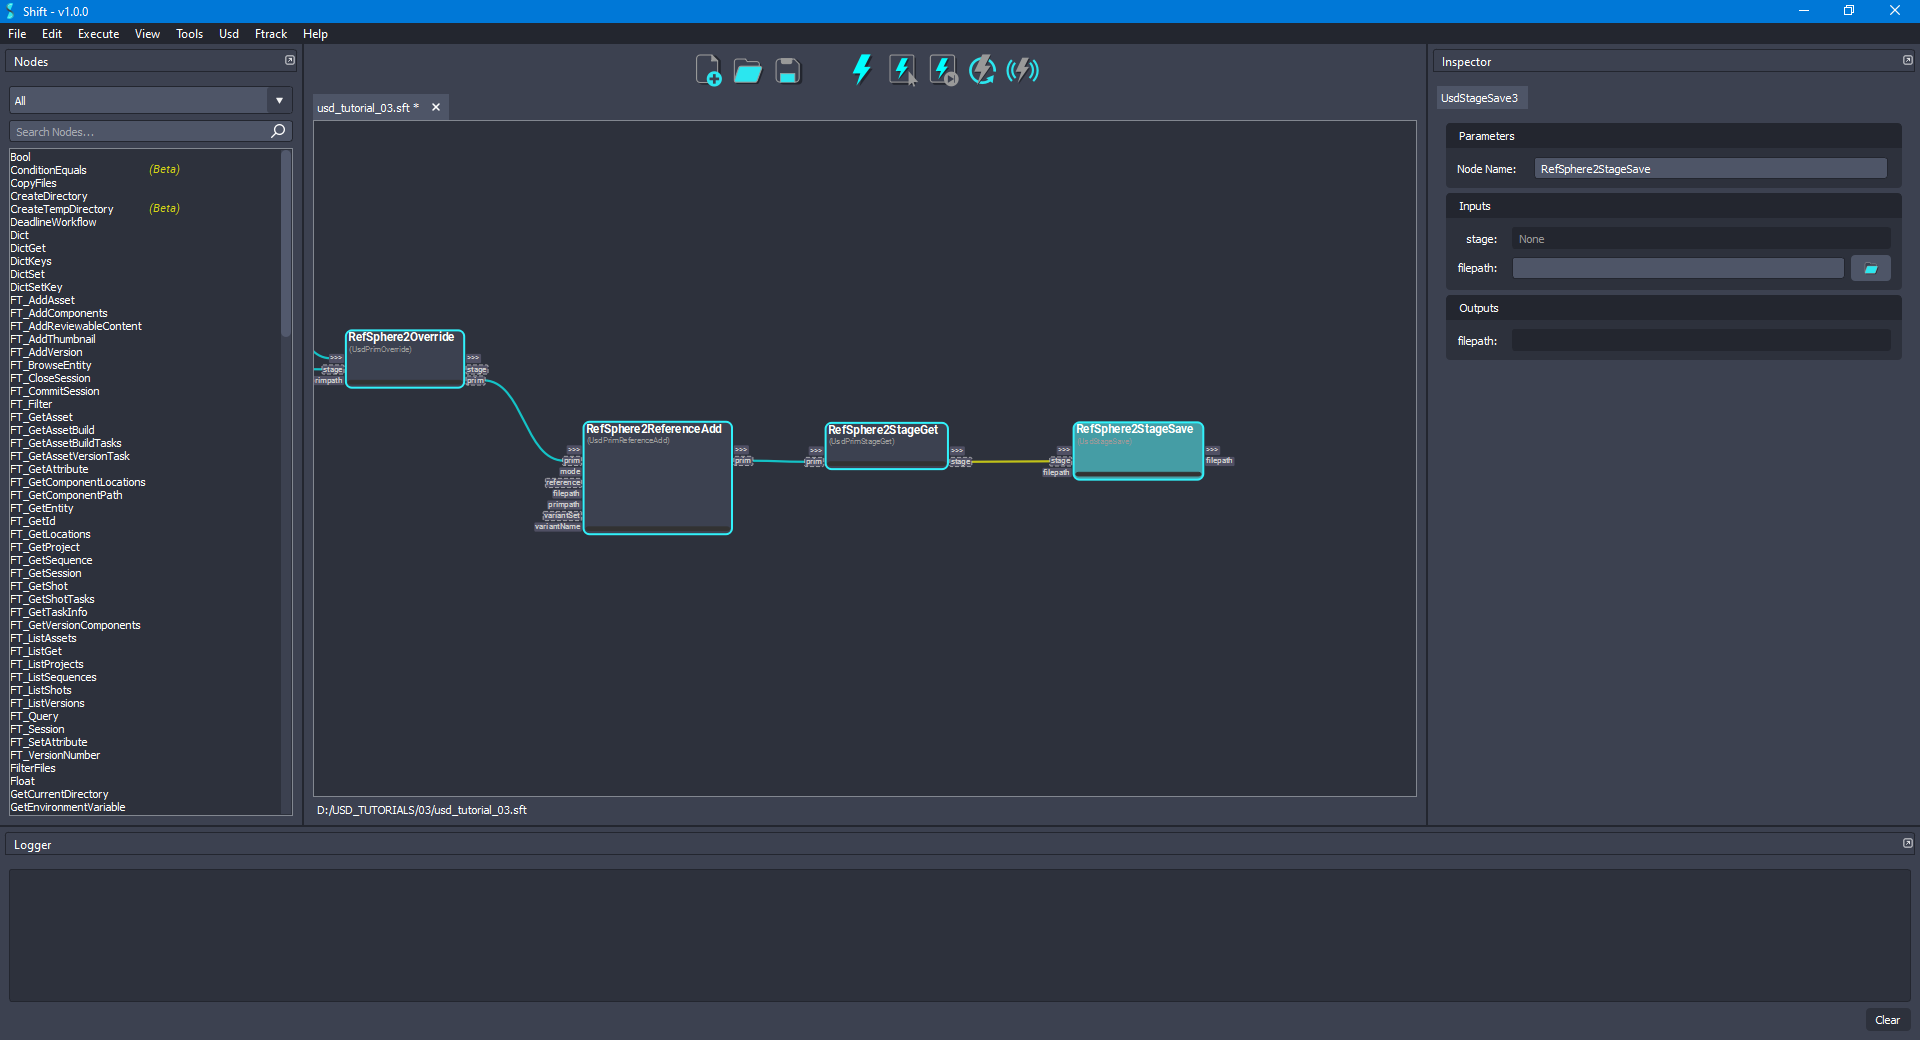 Shift - v1.0.0
File Edit Execute View Tools Usd Ftrack Help
Nodes
All
Search Nodes...
Bool
ConditionEquals (Beta)
CopyFiles
CreateDirectory
CreateTempDirectory (Beta)
DeadlineWorkflow
Dict
DictGet
DictKeys
DictSet
DictSetKey
FT_AddAsset
FT_AddComponents
FT_AddReviewableContent
FT_AddThumbnail
FT_AddVersion
FT_BrowseEntity
FT_CloseSession
FT_CommitSession
FT_Filter
FT_GetAsset
FT_GetAssetBuild
FT_GetAssetBuildTasks
FT_GetAssetVersionTask
FT_GetAttribute
FT_GetComponentLocations
FT_GetComponentPath
FT_GetEntity
FT_GetId
FT_GetLocations
FT_GetProject
FT_GetSequence
FT_GetSession
FT_GetShot
FT_GetShotTasks
FT_GetTaskInfo
FT_GetVersionComponents
FT_ListAssets
FT_ListGet
FT_ListProjects
FT_ListSequences
FT_ListShots
FT_ListVersions
FT_Query
FT_Session
FT_SetAttribute
FT_VersionNumber
FilterFiles
Float
GetCurrentDirectory
GetEnvironmentVariable
usd_tutorial_03.sft *
RefSphere2Override
(UsdPrimOverride)
>>>
stage
rimpath
>>>
stage
prim
RefSphere2ReferenceAdd
(UsdPrimReferenceAdd)
>>>
prim
mode
reference
filepath
primpath
variantSet
variantName
>>>
prim
RefSphere2StageGet
(UsdPrimStageGet)
>>>
prim
>>>
stage
RefSphere2StageSave
(UsdStageSave)
>>>
stage
filepath
>>>
filepath
D:/USD_TUTORIALS/03/usd_tutorial_03.sft
Inspector
UsdStageSave3
Parameters
Node Name: RefSphere2StageSave
Inputs
stage: None
filepath:
Outputs
filepath:
Logger
Clear